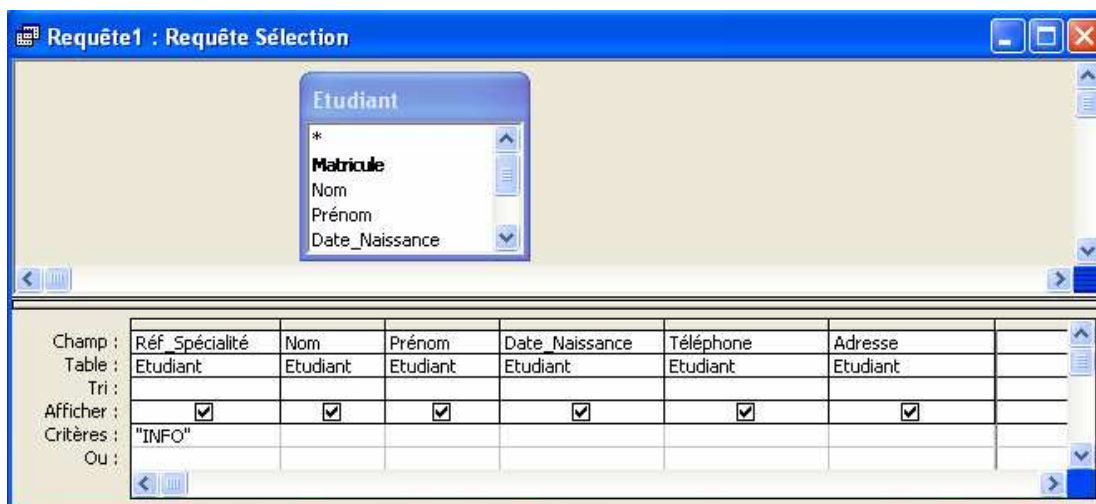 Requête1 : Requête Sélection
Etudiant
*
Matricule
Nom
Prénom
Date_Naissance
Champ : Réf_Spécialité Nom Prénom Date_Naissance Téléphone Adresse
Table : Etudiant Etudiant Etudiant Etudiant Etudiant Etudiant
Tri :
Afficher :
Critères : "INFO"
Ou :